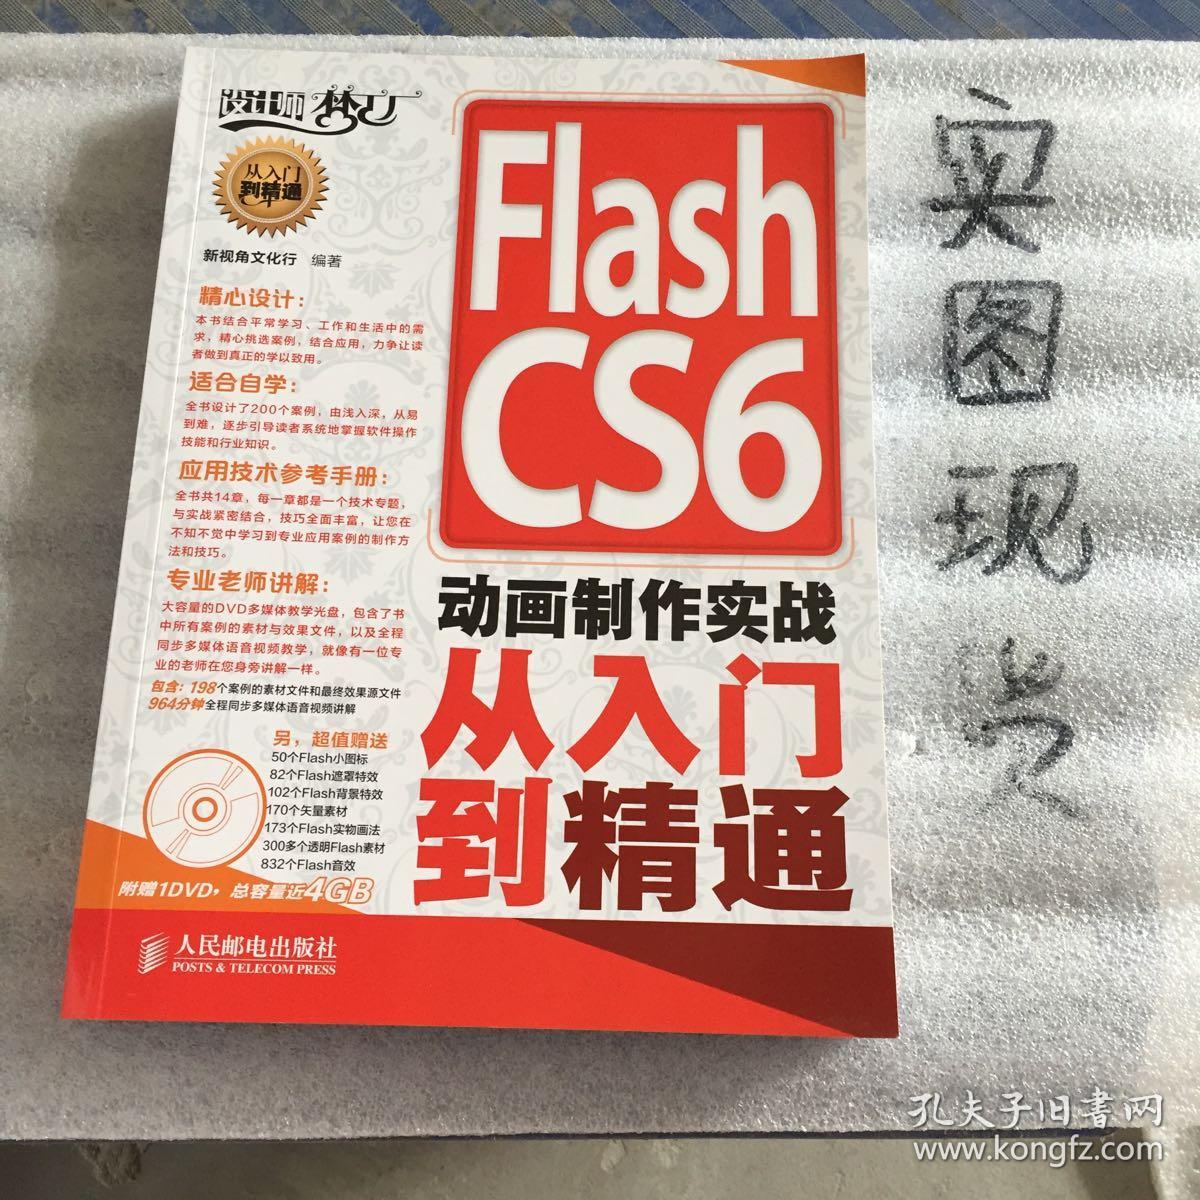 设计师梦工厂
从入门
到精通
新视角文化行 编著
精心设计：
本书结合平常学习、工作和生活中的需
求，精心挑选案例，结合应用，力争让读
者做到真正的学以致用。
适合自学：
全书设计了200个案例，由浅入深，从易
到难，逐步引导读者系统地掌握软件操作
技能和行业知识。
应用技术参考手册：
全书共14章，每一章都是一个技术专题，
与实战紧密结合，技巧全面丰富，让您在
不知不觉中学习到专业应用案例的制作方
法和技巧。
专业老师讲解：
大容量的DVD多媒体教学光盘，包含了书
中所有案例的素材与效果文件，以及全程
同步多媒体语音视频教学，就像有一位专
业的老师在您身旁讲解一样。
包含：198个案例的素材文件和最终效果源文件
964分钟全程同步多媒体语音视频讲解
另，超值赠送
50个Flash小图标
82个Flash遮罩特效
102个Flash背景特效
170个矢量素材
173个Flash实物画法
300多个透明Flash素材
832个Flash音效
附赠1DVD，总容量近4GB
人民邮电出版社
POSTS & TELECOM PRESS
Flash
CS6
动画制作实战
从入门
到精通
实图现
孔夫子旧書网
www.kongfz.com